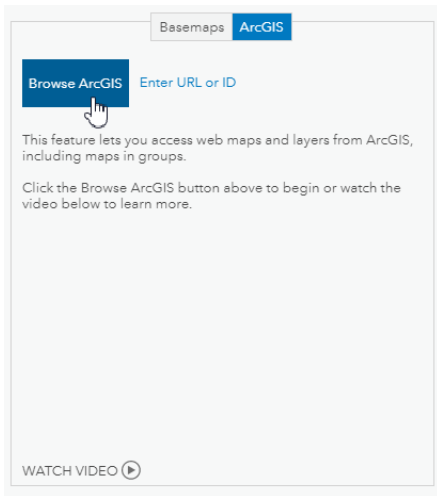 Basemaps ArcGIS
Browse ArcGIS Enter URL or ID
This feature lets you access web maps and layers from ArcGIS,
including maps in groups.
Click the Browse ArcGIS button above to begin or watch the
video below to learn more.
WATCH VIDEO